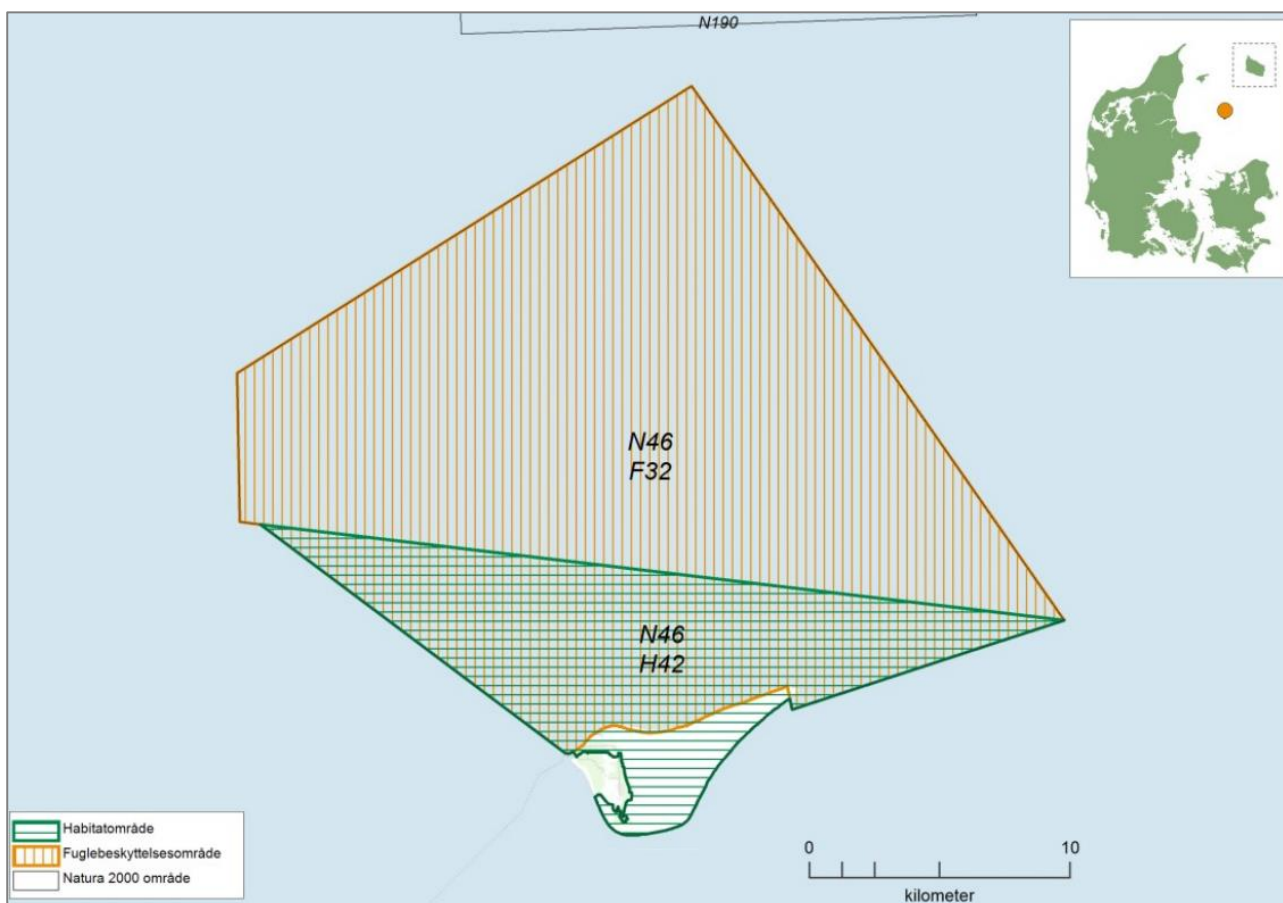 N190
N46
F32
N46
H42
Habitatområde
Fuglebeskyttelsesområde
Natura 2000 område
0 10
kilometer